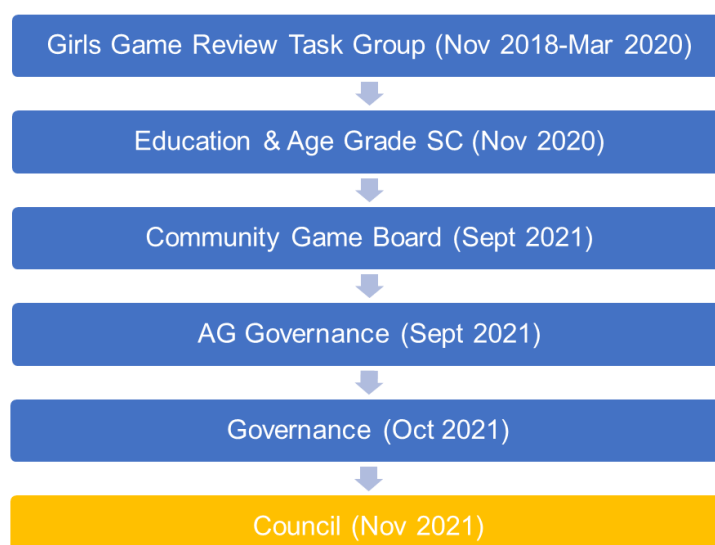 Girls Game Review Task Group (Nov 2018-Mar 2020)
Education & Age Grade SC (Nov 2020)
Community Game Board (Sept 2021)
AG Governance (Sept 2021)
Governance (Oct 2021)
Council (Nov 2021)